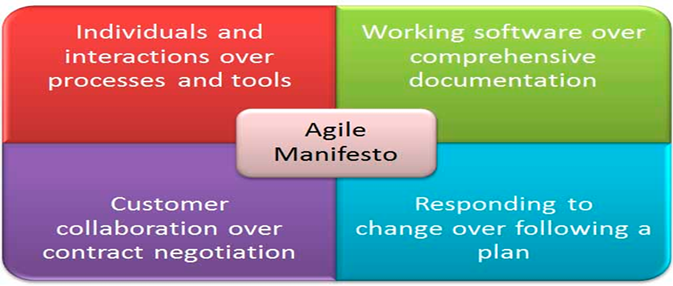 Individuals and
interactions over
processes and tools
Working software over
comprehensive
documentation
Agile
Manifesto
Customer
collaboration over
contract negotiation
Responding to
change over following a
plan